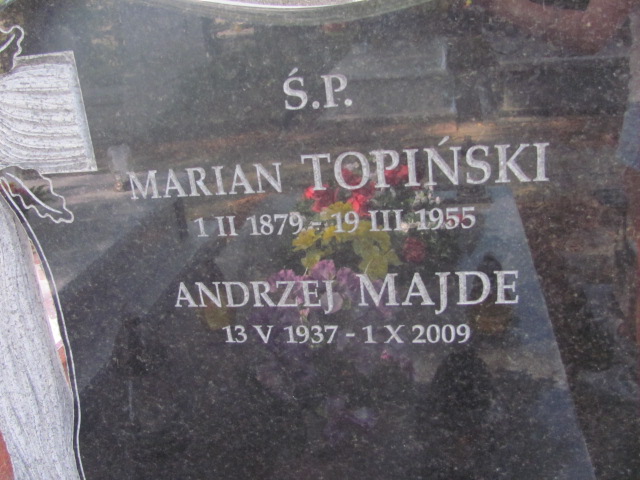 Ś.P.
MARIAN TOPIŃSKI
1 II 1879 - 19 III 1955
ANDRZEJ MAJDE
13 V 1937 - 1 X 2009